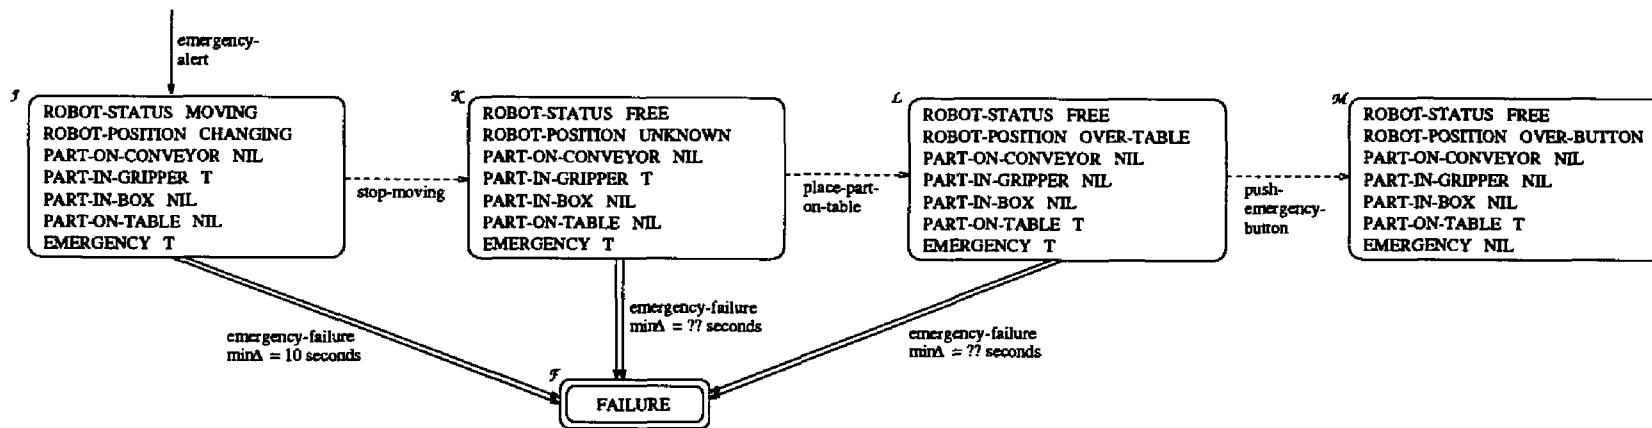 emergency-
alert
J
ROBOT-STATUS MOVING
ROBOT-POSITION CHANGING
PART-ON-CONVEYOR NIL
PART-IN-GRIPPER T
PART-IN-BOX NIL
PART-ON-TABLE NIL
EMERGENCY T
stop-moving
K
ROBOT-STATUS FREE
ROBOT-POSITION UNKNOWN
PART-ON-CONVEYOR NIL
PART-IN-GRIPPER T
PART-IN-BOX NIL
PART-ON-TABLE NIL
EMERGENCY T
place-part-
on-table
L
ROBOT-STATUS FREE
ROBOT-POSITION OVER-TABLE
PART-ON-CONVEYOR NIL
PART-IN-GRIPPER NIL
PART-IN-BOX NIL
PART-ON-TABLE T
EMERGENCY T
push-
emergency-
button
M
ROBOT-STATUS FREE
ROBOT-POSITION OVER-BUTTON
PART-ON-CONVEYOR NIL
PART-IN-GRIPPER NIL
PART-IN-BOX NIL
PART-ON-TABLE T
EMERGENCY NIL
emergency-failure
minΔ = 10 seconds
emergency-failure
minΔ = ?? seconds
emergency-failure
minΔ = ?? seconds
F
FAILURE